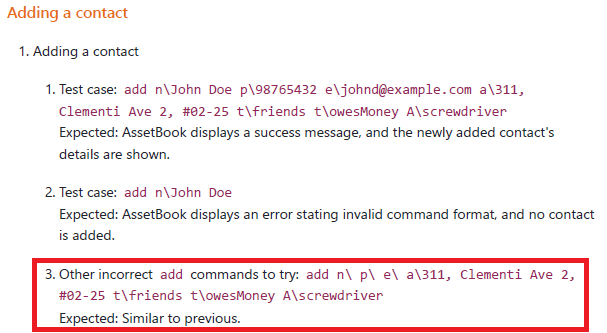 Adding a contact
1. Adding a contact
1. Test case: add n\John Doe p\98765432 e\johnd@example.com a\311,
Clementi Ave 2, #02-25 t\friends t\owesMoney A\screwdriver
Expected: AssetBook displays a success message, and the newly added contact's
details are shown.
2. Test case: add n\John Doe
Expected: AssetBook displays an error stating invalid command format, and no contact
is added.
3. Other incorrect add commands to try: add n\ p\ e\ a\311, Clementi Ave 2,
#02-25 t\friends t\owesMoney A\screwdriver
Expected: Similar to previous.